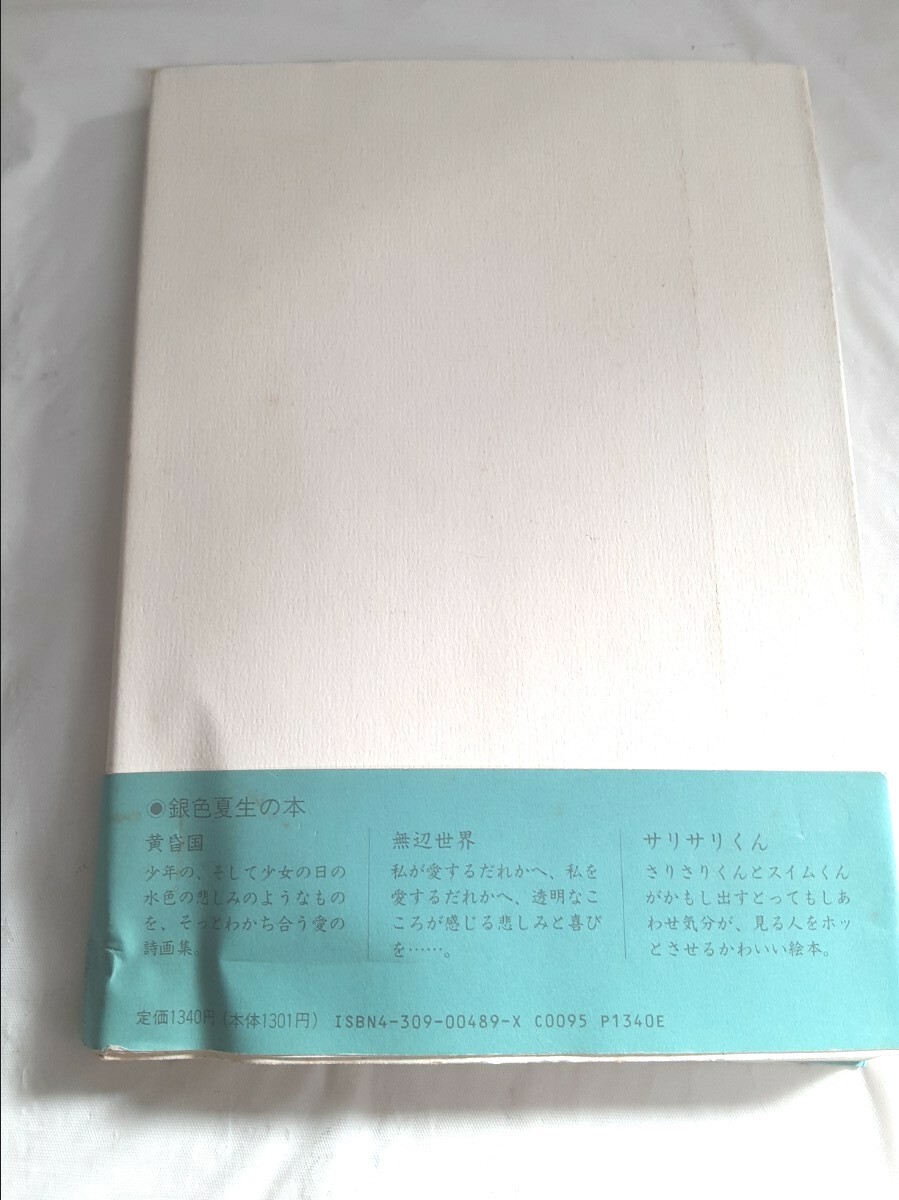 ◉銀色夏生の本
黄昏国
少年の、そして少女の日の
水色の悲しみのようなもの
を、そっとわかち合う愛の
詩画集。
無辺世界
私が愛するだれかへ、私を
愛するだれかへ、透明なこ
ころが感じる悲しみと喜び
を……。
サリサリくん
さりさりくんとスイムくん
がかもし出すとってもしあ
わせ気分が、見る人をホッ
とさせるかわいい絵本。
定価1340円(本体1301円) ISBN4-309-00489-X C0095 P1340E